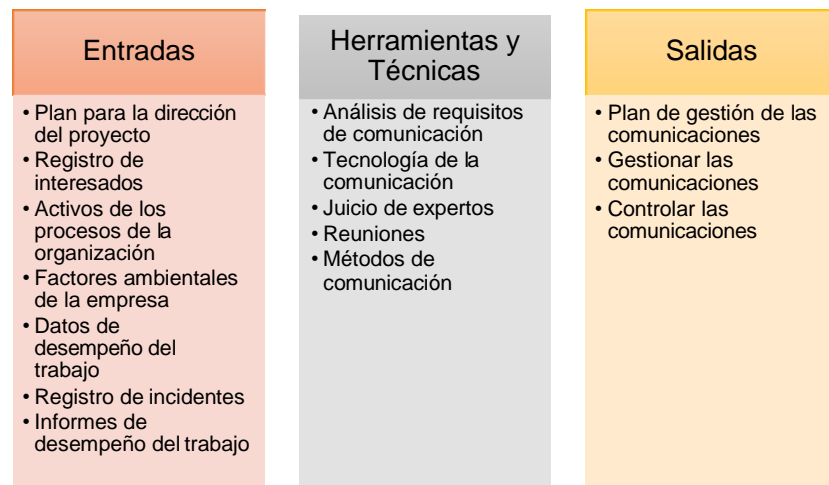 Entradas
• Plan para la dirección
del proyecto
• Registro de
interesados
• Activos de los
procesos de la
organización
• Factores ambientales
de la empresa
• Datos de
desempeño del
trabajo
• Registro de incidentes
• Informes de
desempeño del trabajo
Herramientas y
Técnicas
• Análisis de requisitos
de comunicación
• Tecnología de la
comunicación
• Juicio de expertos
• Reuniones
• Métodos de
comunicación
Salidas
• Plan de gestión de las
comunicaciones
• Gestionar las
comunicaciones
• Controlar las
comunicaciones